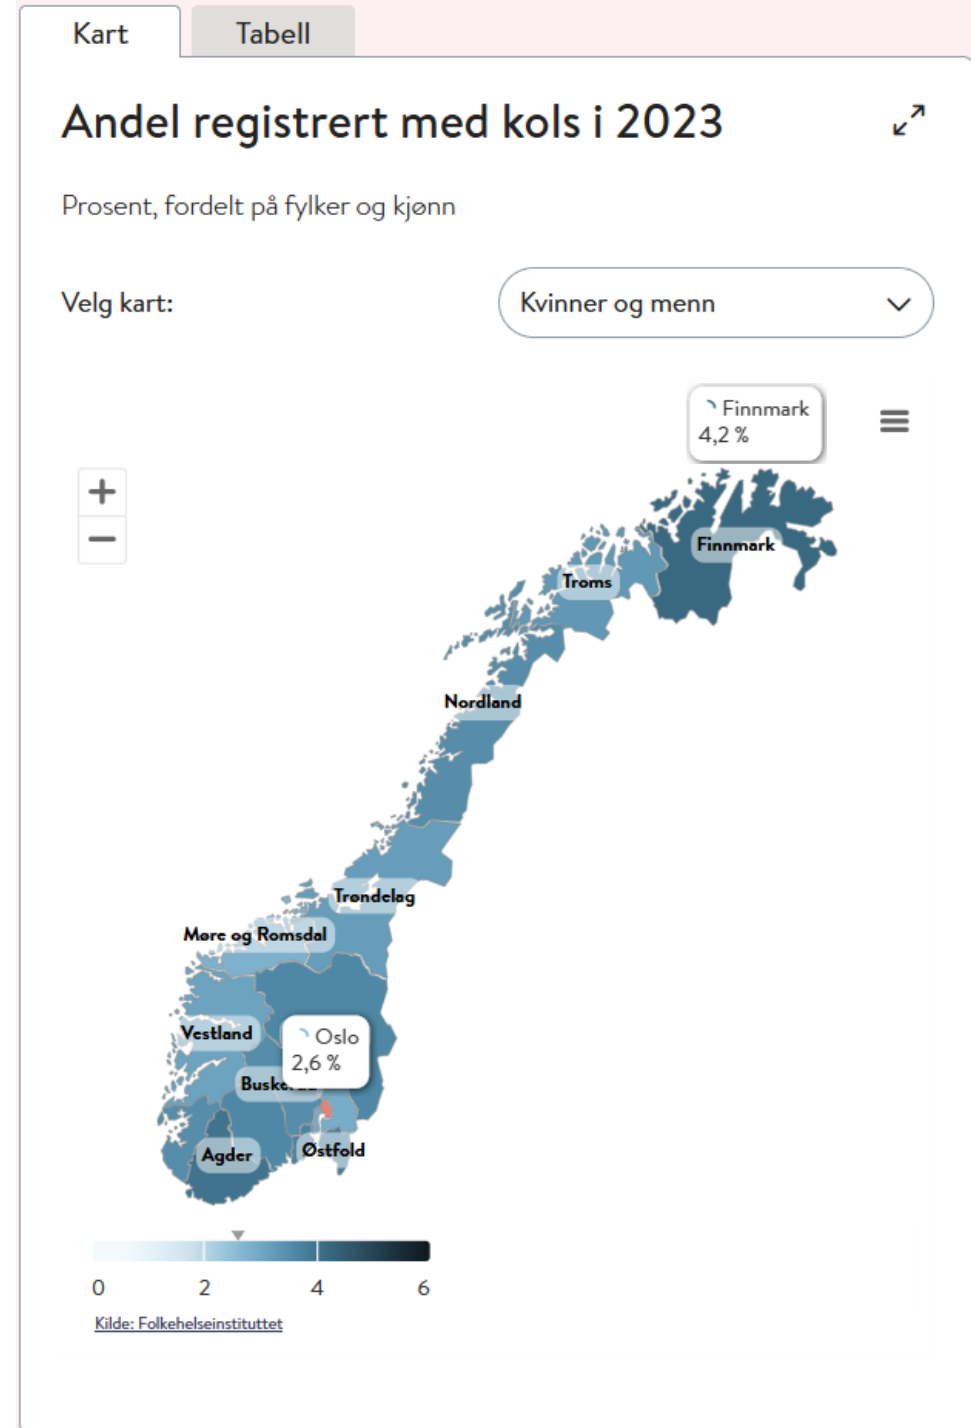 Kart
Tabell
Andel registrert med kols i 2023
Prosent, fordelt på fylker og kjønn
Velg kart:
Kvinner og menn
Finnmark
4,2 %
+
−
Finnmark
Troms
Nordland
Trøndelag
Møre og Romsdal
Vestland
Oslo
2,6 %
Agder
Østfold
0 2 4 6
Kilde: Folkehelseinstituttet